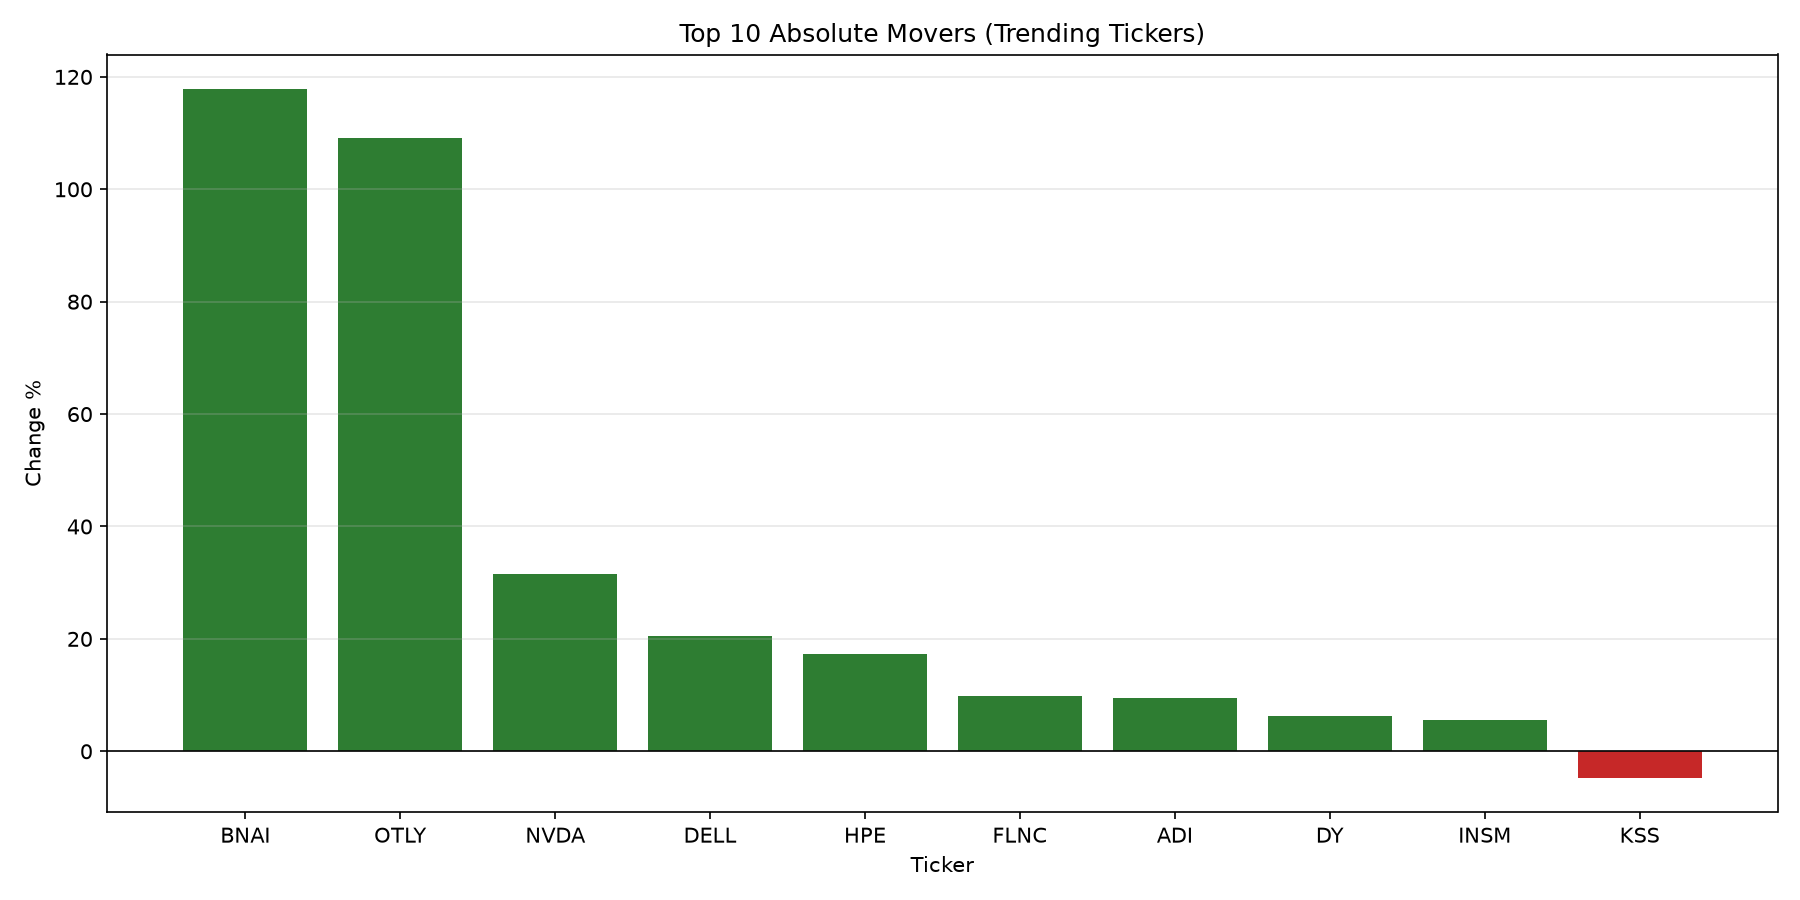 Top 10 Absolute Movers (Trending Tickers)
Change %
120
100
80
60
40
20
0
BNAI OTLY NVDA DELL HPE FLNC ADI DY INSM KSS
Ticker